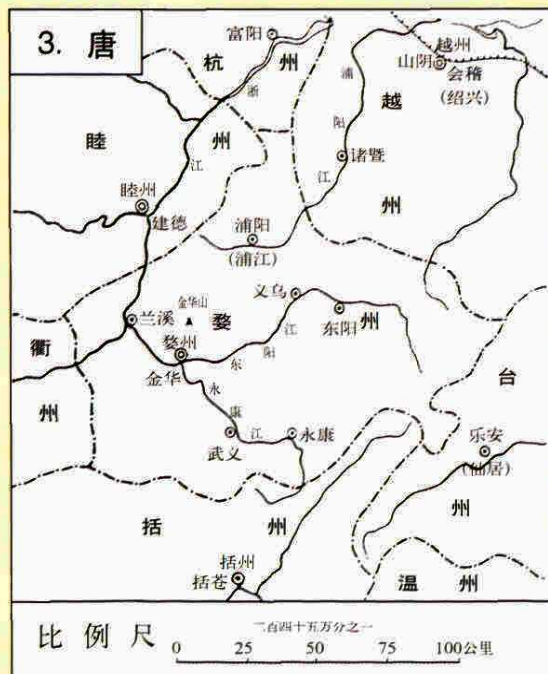 3. 唐
富阳
杭 州
浙
江
浦
阳
江
越州
山阴
会稽
(绍兴)
越
州
睦
州
诸暨
睦州
建德
浦阳
(浦江)
金华山
兰溪
婺
州
义乌
东阳
东
阳
江
婺州
金华
衢
州
永
康
江
武义
永康
台
州
乐安
(仙居)
括 州
括州
括苍
温 州
比例尺
二百四十五万分之一
0 25 50 75 100公里